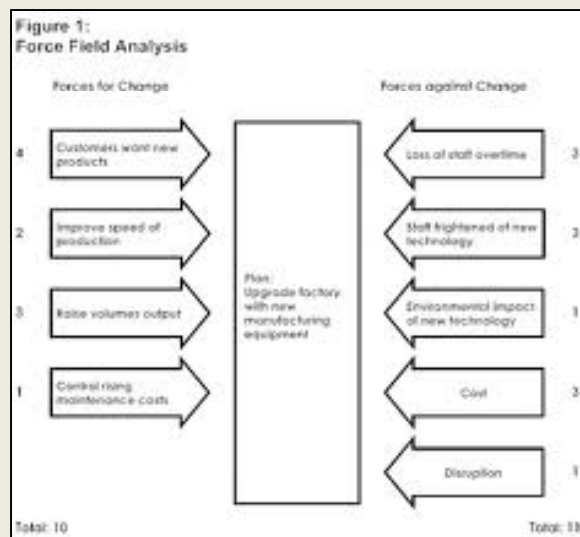 Figure 1:
Force Field Analysis
Forces for Change
Forces against Change
4
Customers want new
products
2
Improve speed of
production
3
Raise volumes output
1
Control rising
maintenance costs
Plan:
Upgrade factory
with new
manufacturing
equipment
Loss of staff overtime
3
Staff frightened of new
technology
Environmental impact
of new technology
1
Cost
3
Disruption
1
Total: 10
Total: